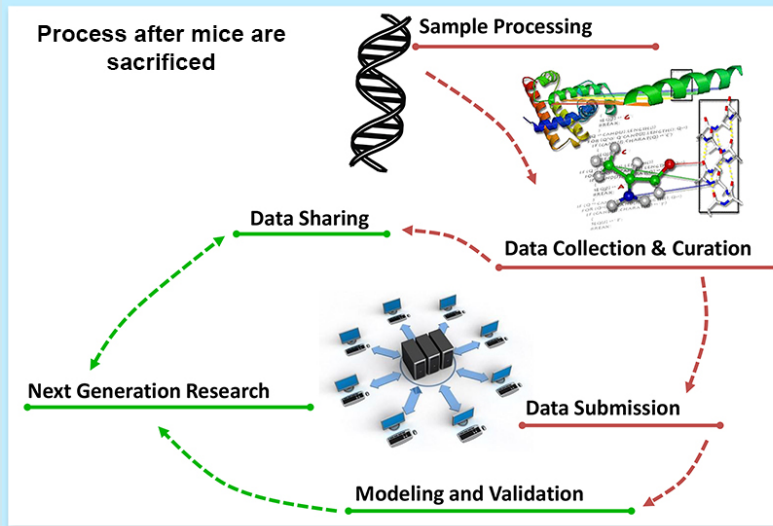 Process after mice are
sacrificed
Sample Processing
Data Sharing
Data Collection & Curation
Next Generation Research
Data Submission
Modeling and Validation